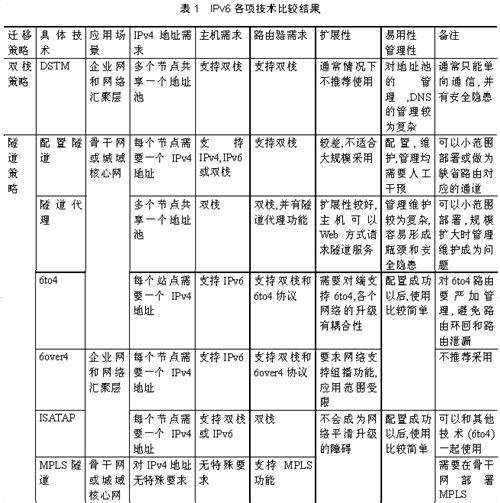 表 1　IPv6 各项技术比较结果
迁移 具体技 应用场 IPv4 地址需 主机需求 路由器需求 扩展性 易用性 备注
策略 术 景 求 管理性
双栈 DSTM 企业网 多个节点共 支持双栈 支持双栈 通常情况下 对地址池 通常只能单
策略 和网络 享一个地址 不推荐使用 的管 向通信,并
汇聚层 池 理,DNS 有安全隐患
的管理较
为复杂
隧道 配置隧 骨干网 每个节点需 支持 支持双栈 较差,不适合 配置,维 可以小范围
策略 道 或城域 要一个 IPv4 IPv4,IPv6 大规模采用 护,管理均 部署或做为
核心网 地址 或双栈 需要人工 缺省路由对
干预 应的通道
隧道代 多个节点共 双栈 双栈,并有隧 扩展性较好, 管理维护 可以小范围
理 享一个地址 道代理功能 主机可以 较为复杂, 部署,规模
池 Web 方式请 容易形成 扩大时管理
求隧道服务 瓶颈和安 维护成为问
全隐患 题
6to4 每个站点需 支持 IPv6 支持双栈和 需要对端支 配置成功 对 6to4 路由
要一个 IPv4 6to4 协议 持 6to4,各个 以后,使用 要严加管
地址 网络的升级 比较简单 理,避免路
有耦合性 由环回和路
由泄漏
6over4 企业网 每个节点需 支持 IPv6 支持双栈和 要求网络支 不推荐采用
和网络 要一个 IPv4 6over4 协议 持组播功能,
汇聚层 地址 应用范围受
限
ISATAP 每个节点需 支持双栈 双栈 不会成为网 配置成功 可以和其他
要一个 IPv4 或 IPv6 络平滑升级 以后,使用 技术 (6to4)
地址 的障碍 比较简单 一起使用
MPLS 隧 骨干网 对 IPv4 地址 无特殊要 支持 MPLS 需要在骨干
道 或城域 无特殊要求 求 功能 网部署
核心网 MPLS